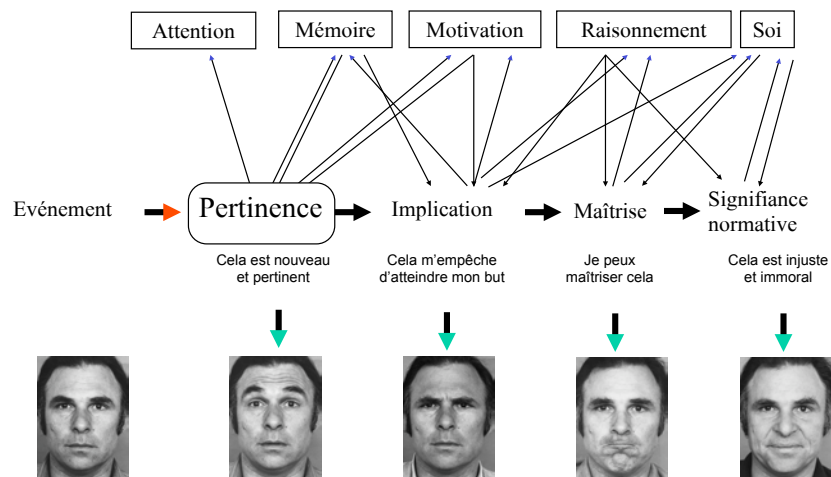 Attention
Mémoire
Motivation
Raisonnement
Soi
Evénement
Pertinence
Implication
Maîtrise
Signifiance
normative
Cela est nouveau
et pertinent
Cela m’empêche
d’atteindre mon but
Je peux
maîtriser cela
Cela est injuste
et immoral